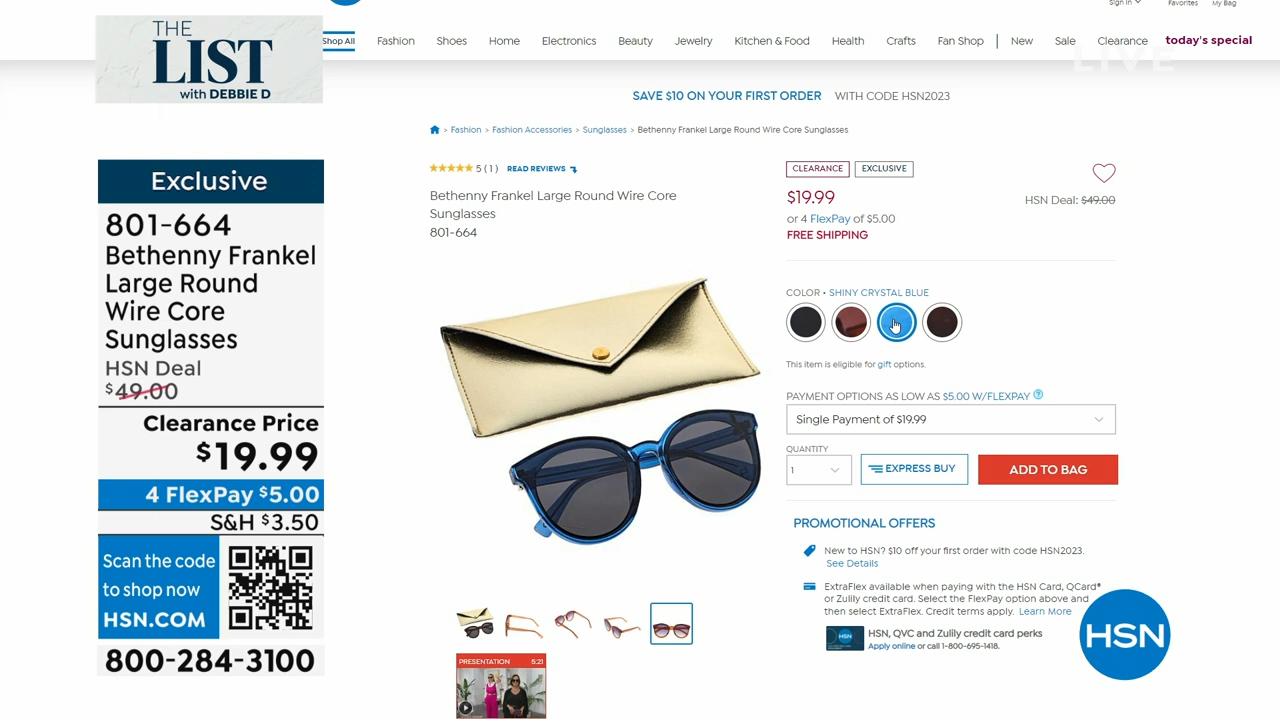 THE
LIST
with DEBBIE D
Sign In
Favorites
My Bag
Shop All
Fashion
Shoes
Home
Electronics
Beauty
Jewelry
Kitchen & Food
Health
Crafts
Fan Shop
New
Sale
Clearance
today's special
LIVE
SAVE $10 ON YOUR FIRST ORDER WITH CODE HSN2023
> Fashion > Fashion Accessories > Sunglasses > Bethenny Frankel Large Round Wire Core Sunglasses
Exclusive
801-664
Bethenny Frankel
Large Round
Wire Core
Sunglasses
HSN Deal
$49.00
Clearance Price
$19.99
4 FlexPay $5.00
S&H $3.50
Scan the code
to shop now
HSN.COM
800-284-3100
5 ( 1 ) READ REVIEWS
Bethenny Frankel Large Round Wire Core
Sunglasses
801-664
PRESENTATION 5:21
CLEARANCE
EXCLUSIVE
$19.99
HSN Deal: $49.00
or 4 FlexPay of $5.00
FREE SHIPPING
COLOR • SHINY CRYSTAL BLUE
This item is eligible for gift options.
PAYMENT OPTIONS AS LOW AS $5.00 W/FLEXPAY ?
Single Payment of $19.99
QUANTITY
1
EXPRESS BUY
ADD TO BAG
PROMOTIONAL OFFERS
New to HSN? $10 off your first order with code HSN2023.
See Details
ExtraFlex available when paying with the HSN Card, QCard®
or Zulily credit card. Select the FlexPay option above and
then select ExtraFlex. Credit terms apply. Learn More
HSN
HSN, QVC and Zulily credit card perks
Apply online or call 1-800-695-1418.
HSN